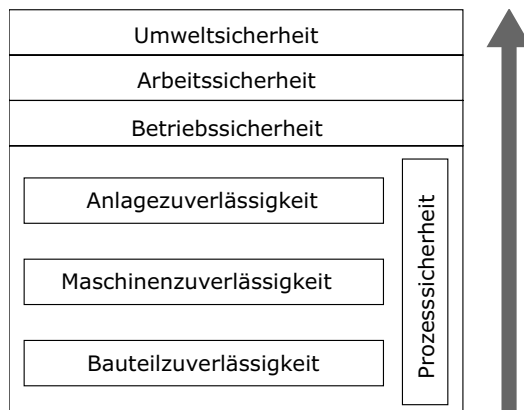 Umweltsicherheit
Arbeitssicherheit
Betriebssicherheit
Anlagezuverlässigkeit
Maschinenzuverlässigkeit
Bauteilzuverlässigkeit
Prozesssicherheit